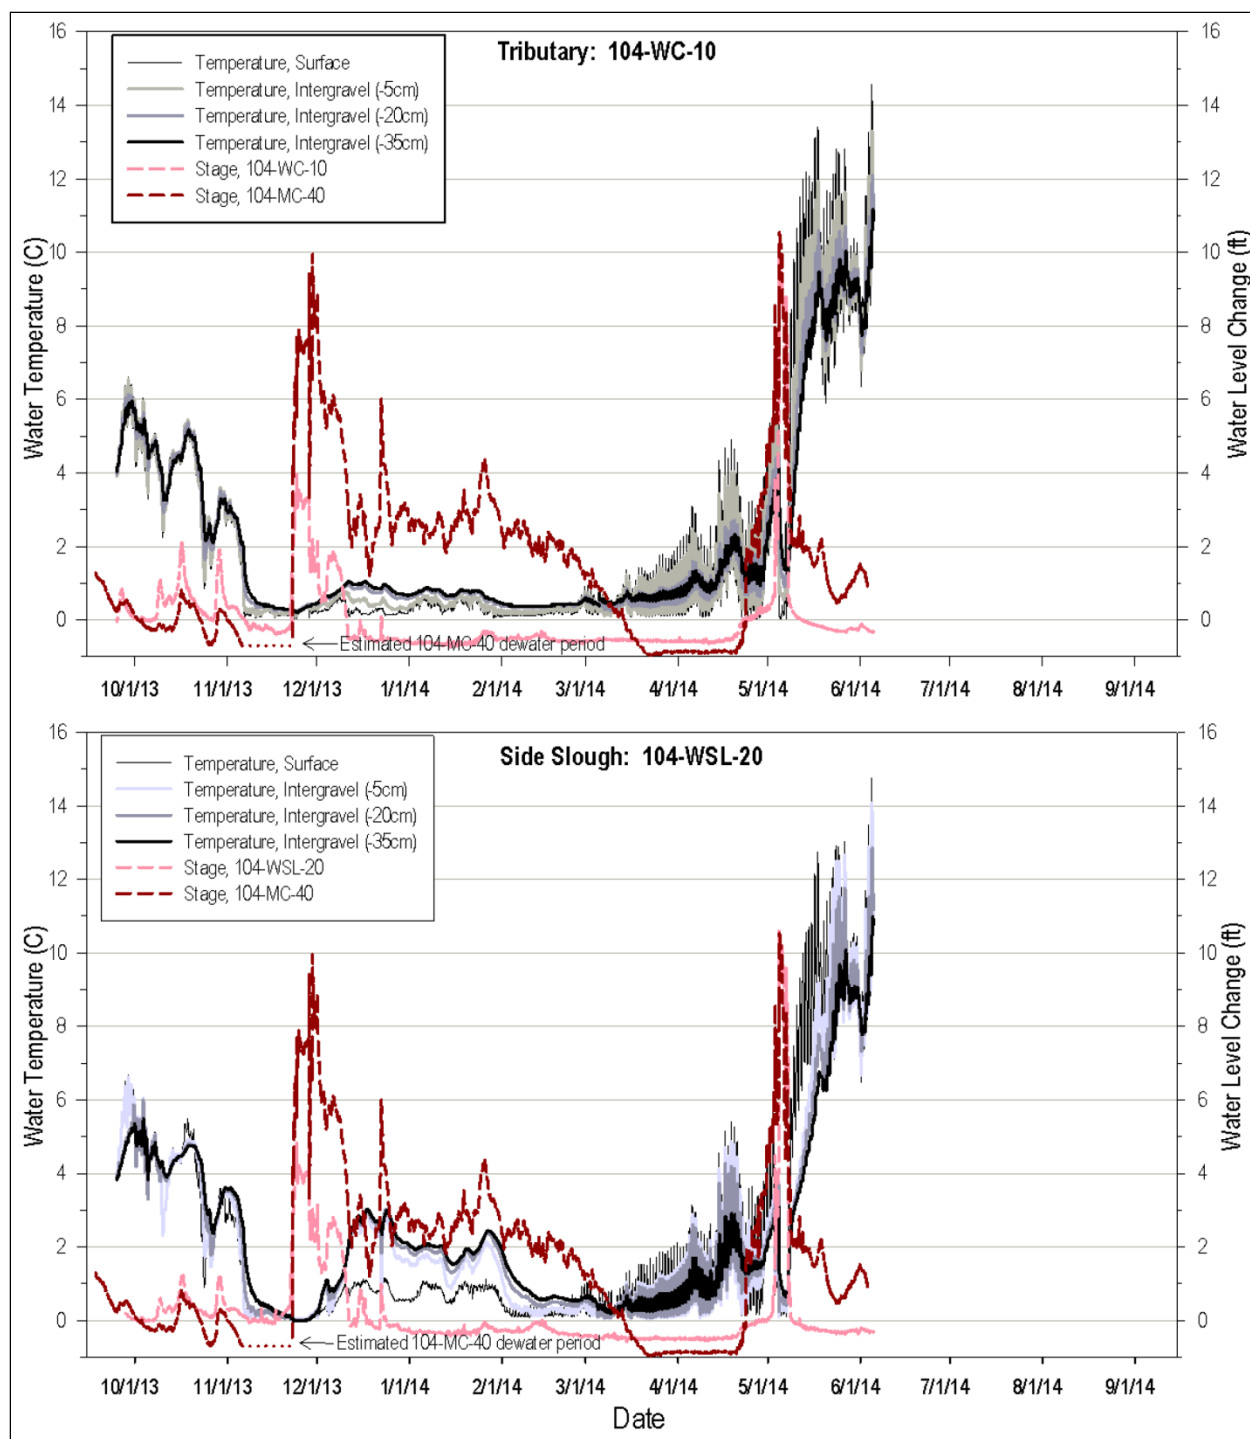 Tributary: 104-WC-10
Temperature, Surface
Temperature, Intergravel (-5cm)
Temperature, Intergravel (-20cm)
Temperature, Intergravel (-35cm)
Stage, 104-WC-10
Stage, 104-MC-40
Water Temperature (C)
16
14
12
10
8
6
4
2
0
Water Level Change (ft)
16
14
12
10
8
6
4
2
0
Estimated 104-MC-40 dewater period
10/1/13 11/1/13 12/1/13 1/1/14 2/1/14 3/1/14 4/1/14 5/1/14 6/1/14 7/1/14 8/1/14 9/1/14
Side Slough: 104-WSL-20
Temperature, Surface
Temperature, Intergravel (-5cm)
Temperature, Intergravel (-20cm)
Temperature, Intergravel (-35cm)
Stage, 104-WSL-20
Stage, 104-MC-40
Water Temperature (C)
16
14
12
10
8
6
4
2
0
Water Level Change (ft)
16
14
12
10
8
6
4
2
0
Estimated 104-MC-40 dewater period
10/1/13 11/1/13 12/1/13 1/1/14 2/1/14 3/1/14 4/1/14 5/1/14 6/1/14 7/1/14 8/1/14 9/1/14
Date